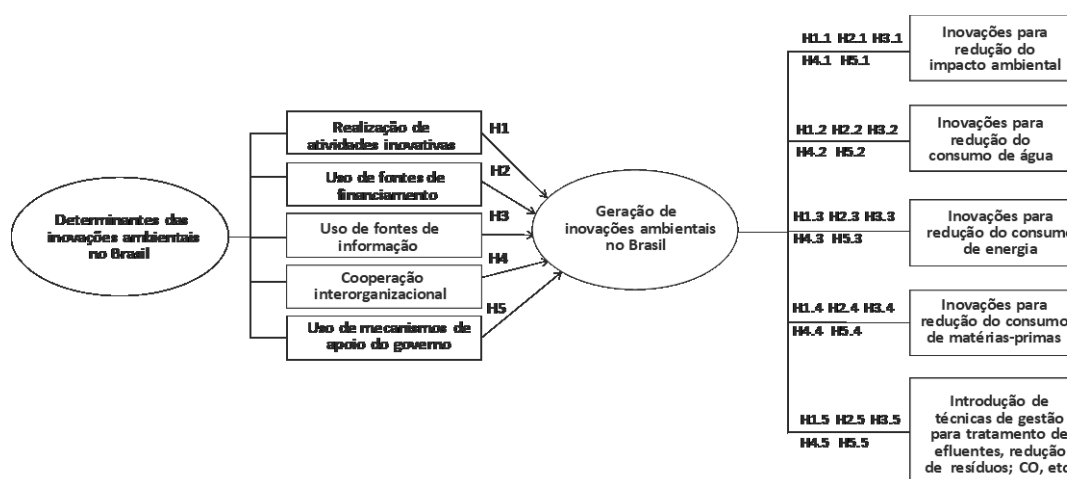 Determinantes das
inovações ambientais
no Brasil
Realização de
atividades inovativas
Uso de fontes de
financiamento
Uso de fontes de
informação
Cooperação
interorganizacional
Uso de mecanismos de
apoio do governo
H1
H2
H3
H4
H5
Geração de
inovações ambientais
no Brasil
H1.1 H2.1 H3.1
H4.1 H5.1
Inovações para
redução do
impacto ambiental
H1.2 H2.2 H3.2
H4.2 H5.2
Inovações para
redução do
consumo de água
H1.3 H2.3 H3.3
H4.3 H5.3
Inovações para
redução do consumo
de energia
H1.4 H2.4 H3.4
H4.4 H5.4
Inovações para
redução do consumo
de matérias-primas
H1.5 H2.5 H3.5
H4.5 H5.5
Introdução de
técnicas de gestão
para tratamento de
efluentes, redução
de resíduos; CO, etc